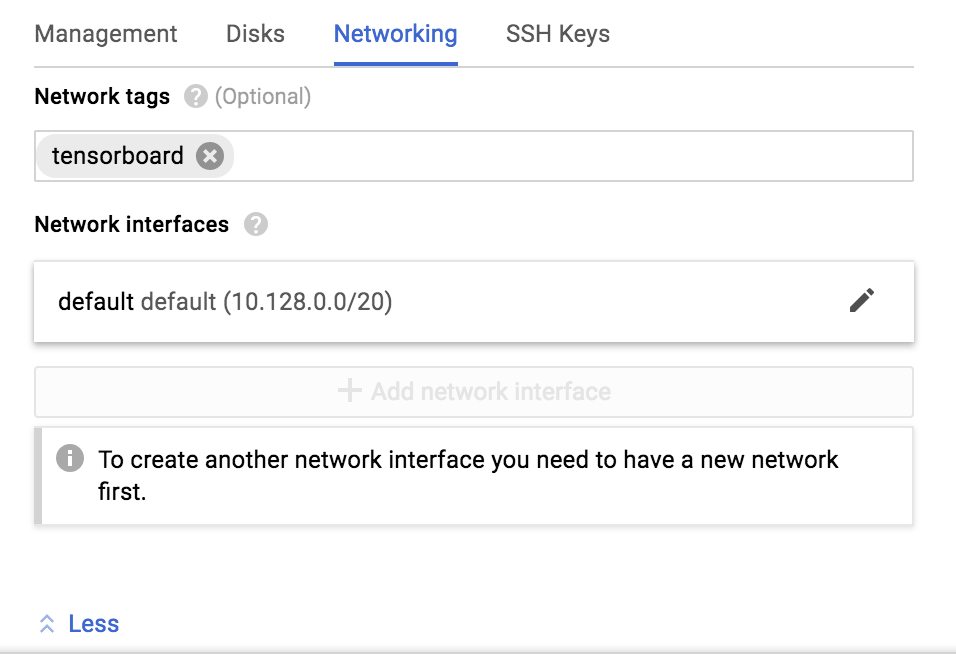 Management Disks Networking SSH Keys
Network tags ? (Optional)
tensorboard
Network interfaces ?
default default (10.128.0.0/20)
+ Add network interface
i To create another network interface you need to have a new network
first.
Less